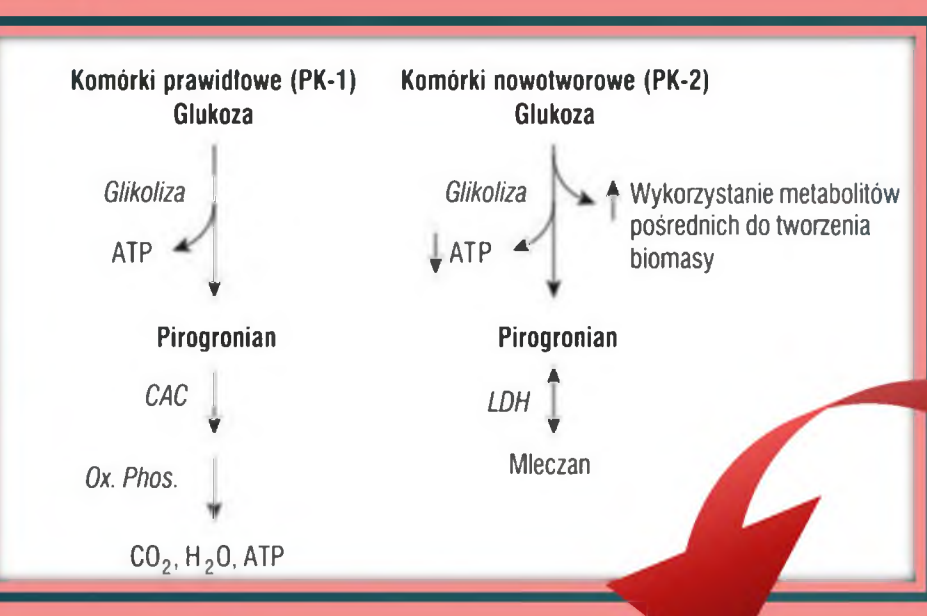 Komórki prawidłowe (PK-1)
Glukoza
Glikoliza
ATP
Pirogronian
CAC
Ox. Phos.
CO₂, H₂O, ATP
Komórki nowotworowe (PK-2)
Glukoza
Glikoliza
ATP
Wykorzystanie metabolitów
pośrednich do tworzenia
biomasy
Pirogronian
LDH
Mleczan